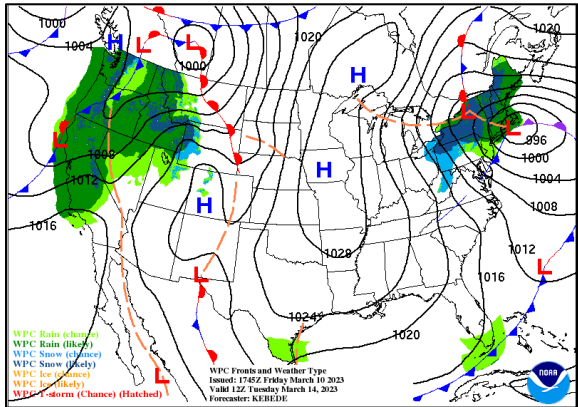 1000
1004
H
L
L
1000
1020
1020
H
L
L
996
1000
1004
1008
L
1008
1012
1016
H
H
1012
L
1016
1028
L
1024
1020
L
WPC Rain (chance)
WPC Rain (likely)
WPC Snow (chance)
WPC Snow (likely)
WPC Ice (chance)
WPC Ice (likely)
WPC T-storm (Chance) (Hatched)
WPC Fronts and Weather Type
Issued: 1745Z Friday March 10 2023
Valid 12Z Tuesday March 14, 2023
Forecaster: KEBEDE
NOAA